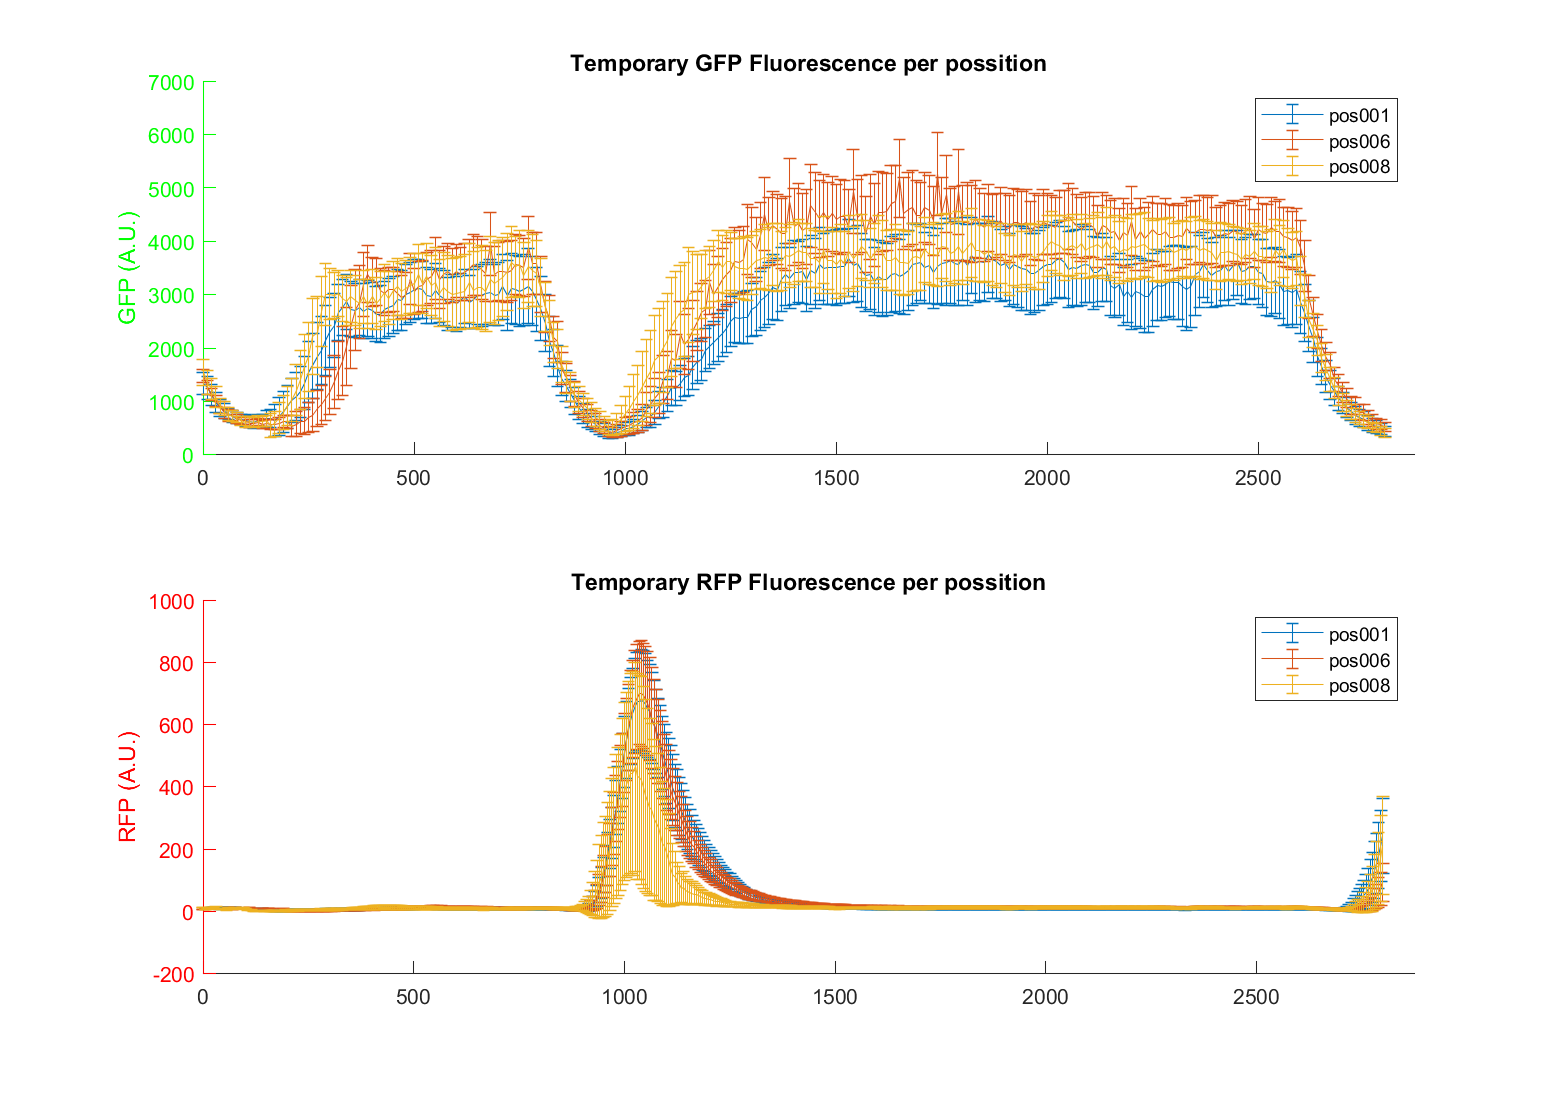 Temporary GFP Fluorescence per possition
7000
6000
5000
4000
3000
2000
1000
0
GFP (A.U.)
0 500 1000 1500 2000 2500
pos001
pos006
pos008
Temporary RFP Fluorescence per possition
1000
800
600
400
200
0
-200
RFP (A.U.)
0 500 1000 1500 2000 2500
pos001
pos006
pos008